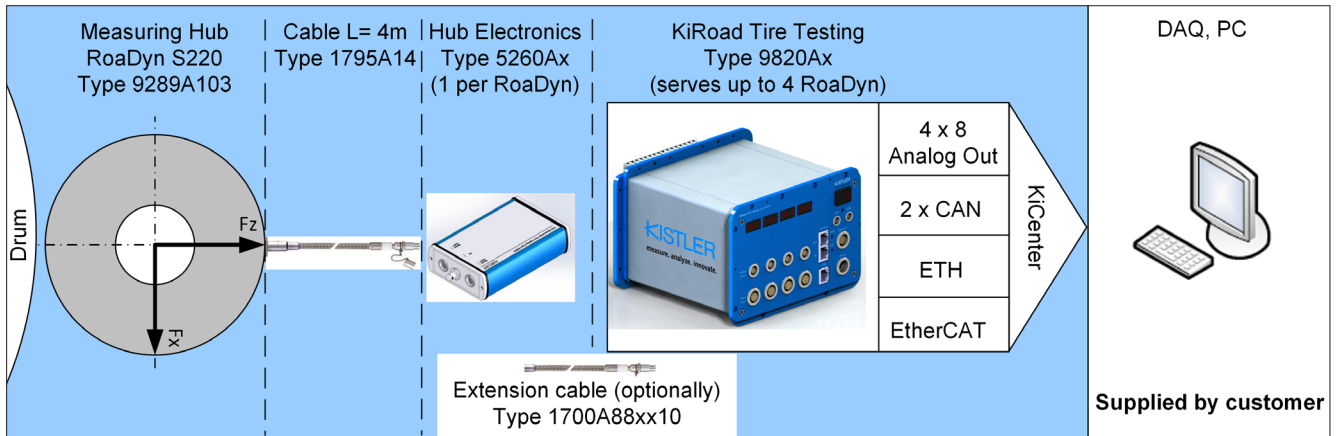 Measuring Hub
RoaDyn S220
Type 9289A103
Cable L= 4m
Type 1795A14
Hub Electronics
Type 5260Ax
(1 per RoaDyn)
KiRoad Tire Testing
Type 9820Ax
(serves up to 4 RoaDyn)
DAQ, PC
Drum
Fz
Fx
KISTLER
measure. analyze. innovate.
KISTLER
4 x 8
Analog Out
2 x CAN
ETH
EtherCAT
KiCenter
Extension cable (optionally)
Type 1700A88xx10
Supplied by customer